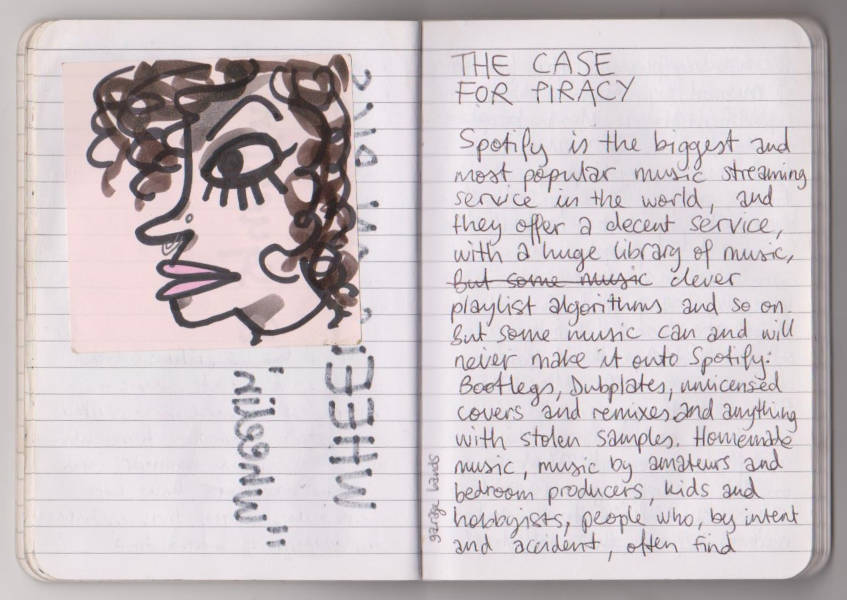 THE CASE
FOR PIRACY
Spotify is the biggest and
most popular music streaming
service in the world, and
they offer a decent service,
with a huge library of music,
but some music clever
playlist algorithms and so on.
But some music can and will
never make it onto Spotify:
Bootlegs, Dubplates, unlicensed
covers and remixes and anything
with stolen samples. Homemade
music, music by amateurs and
bedroom producers, kids and
hobbyists, people who, by intent
and accident, often find
garage bands